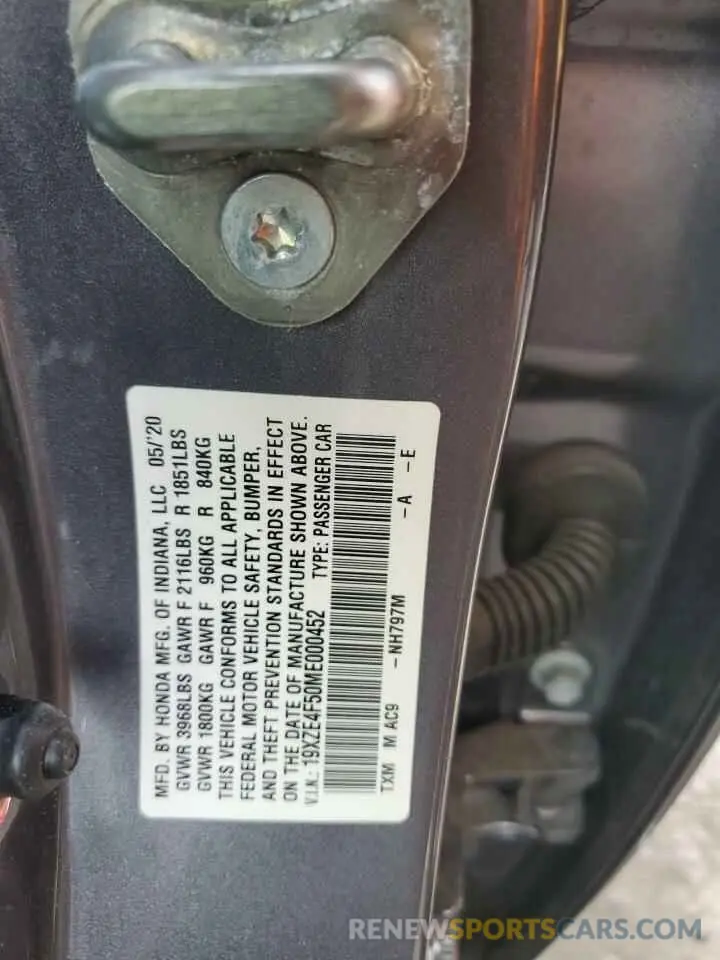 MFD. BY HONDA MFG. OF INDIANA, LLC 05/'20
GVWR 3968LBS GAWR F 2116LBS R 1851LBS
GVWR 1800KG GAWR F 960KG R 840KG
THIS VEHICLE CONFORMS TO ALL APPLICABLE
FEDERAL MOTOR VEHICLE SAFETY, BUMPER,
AND THEFT PREVENTION STANDARDS IN EFFECT
ON THE DATE OF MANUFACTURE SHOWN ABOVE.
V.I.N.: 19XZE4F50ME000452 TYPE: PASSENGER CAR
TXM M AC9 -NH797M -A -E
RENEWSPORTSCARS.COM